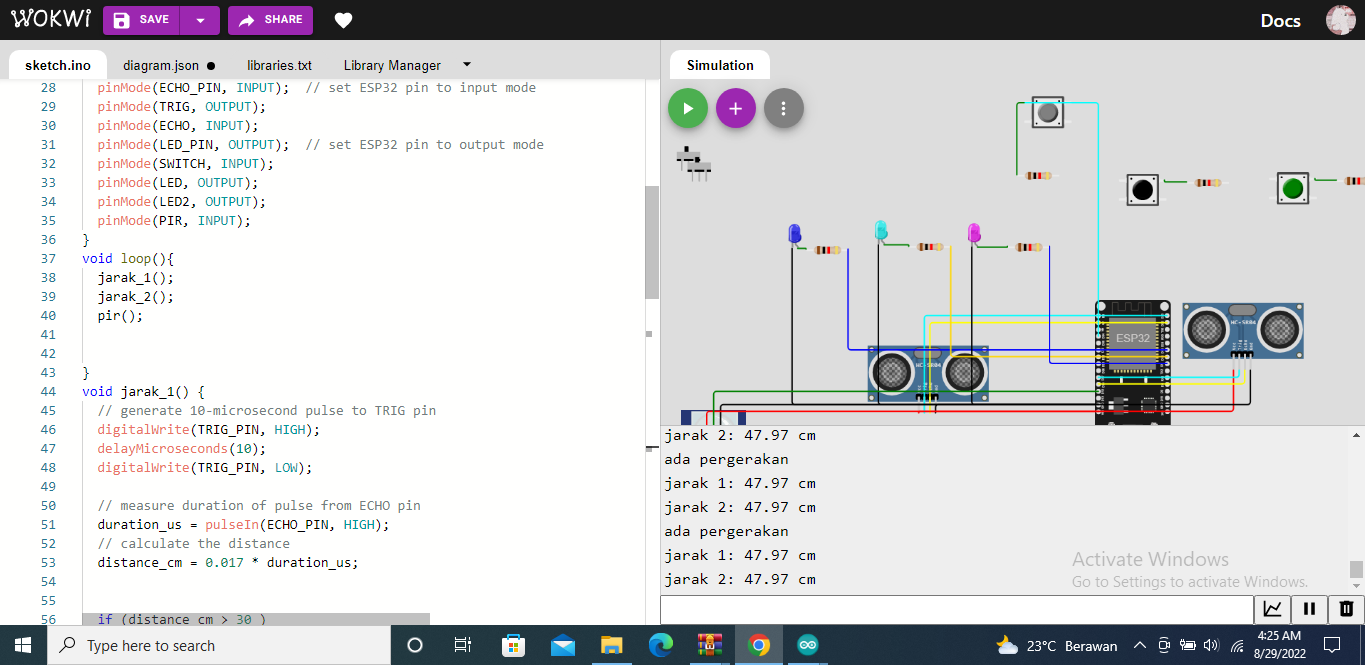 WOKWI SAVE SHARE Docs
sketch.ino diagram.json libraries.txt Library Manager Simulation
28 pinMode(ECHO_PIN, INPUT); // set ESP32 pin to input mode
29 pinMode(TRIG, OUTPUT);
30 pinMode(ECHO, INPUT);
31 pinMode(LED_PIN, OUTPUT); // set ESP32 pin to output mode
32 pinMode(SWITCH, INPUT);
33 pinMode(LED, OUTPUT);
34 pinMode(LED2, OUTPUT);
35 pinMode(PIR, INPUT);
36 }
37 void loop(){
38 jarak_1();
39 jarak_2();
40 pir();
41
42
43 }
44 void jarak_1() {
45 // generate 10-microsecond pulse to TRIG pin
46 digitalWrite(TRIG_PIN, HIGH);
47 delayMicroseconds(10);
48 digitalWrite(TRIG_PIN, LOW);
49
50 // measure duration of pulse from ECHO pin
51 duration_us = pulseIn(ECHO_PIN, HIGH);
52 // calculate the distance
53 distance_cm = 0.017 * duration_us;
54
55
56 if (distance_cm > 30 )
ESP32
HC-SR04
HC-SR04
jarak 2: 47.97 cm
ada pergerakan
jarak 1: 47.97 cm
jarak 2: 47.97 cm
ada pergerakan
jarak 1: 47.97 cm
jarak 2: 47.97 cm
Activate Windows
Go to Settings to activate Windows.
Type here to search
23°C Berawan
4:25 AM
8/29/2022